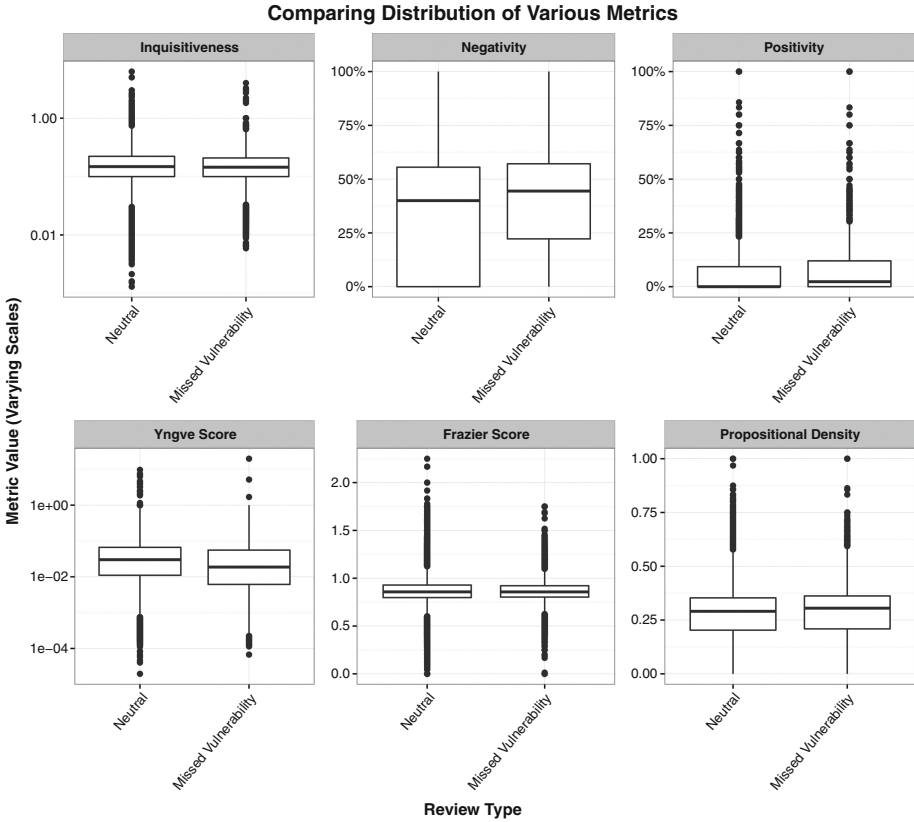 Comparing Distribution of Various Metrics
Metric Value (Varying Scales)
Inquisitiveness
1.00
0.01
Neutral
Missed Vulnerability
Negativity
100%
75%
50%
25%
0%
Neutral
Missed Vulnerability
Positivity
100%
75%
50%
25%
0%
Neutral
Missed Vulnerability
Yngve Score
1e+00
1e−02
1e−04
Neutral
Missed Vulnerability
Frazier Score
2.0
1.5
1.0
0.5
0.0
Neutral
Missed Vulnerability
Propositional Density
1.00
0.75
0.50
0.25
0.00
Neutral
Missed Vulnerability
Review Type